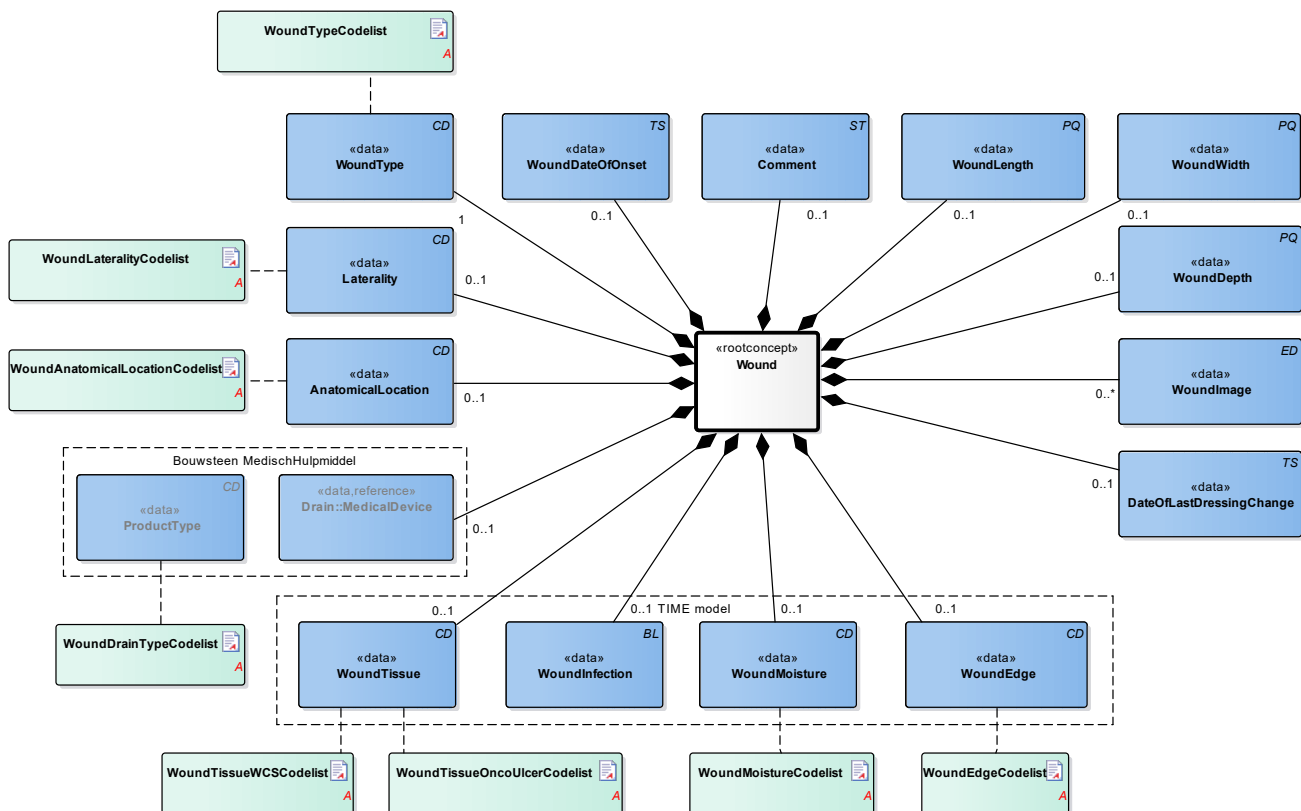 WoundTypeCodelist
A
CD
«data»
WoundType
1
TS
«data»
WoundDateOfOnset
0..1
ST
«data»
Comment
0..1
PQ
«data»
WoundLength
0..1
PQ
«data»
WoundWidth
0..1
WoundLateralityCodelist
A
CD
«data»
Laterality
0..1
PQ
«data»
WoundDepth
0..1
«rootconcept»
Wound
WoundAnatomicalLocationCodelist
A
CD
«data»
AnatomicalLocation
0..1
ED
«data»
WoundImage
0..*
Bouwsteen MedischHulpmiddel
CD
«data»
ProductType
«data,reference»
Drain::MedicalDevice
0..1
TS
«data»
DateOfLastDressingChange
0..1
WoundDrainTypeCodelist
A
TIME model
0..1
CD
«data»
WoundTissue
0..1
BL
«data»
WoundInfection
0..1
CD
«data»
WoundMoisture
0..1
CD
«data»
WoundEdge
WoundTissueWCSCodelist
A
WoundTissueOncoUlcerCodelist
A
WoundMoistureCodelist
A
WoundEdgeCodelist
A